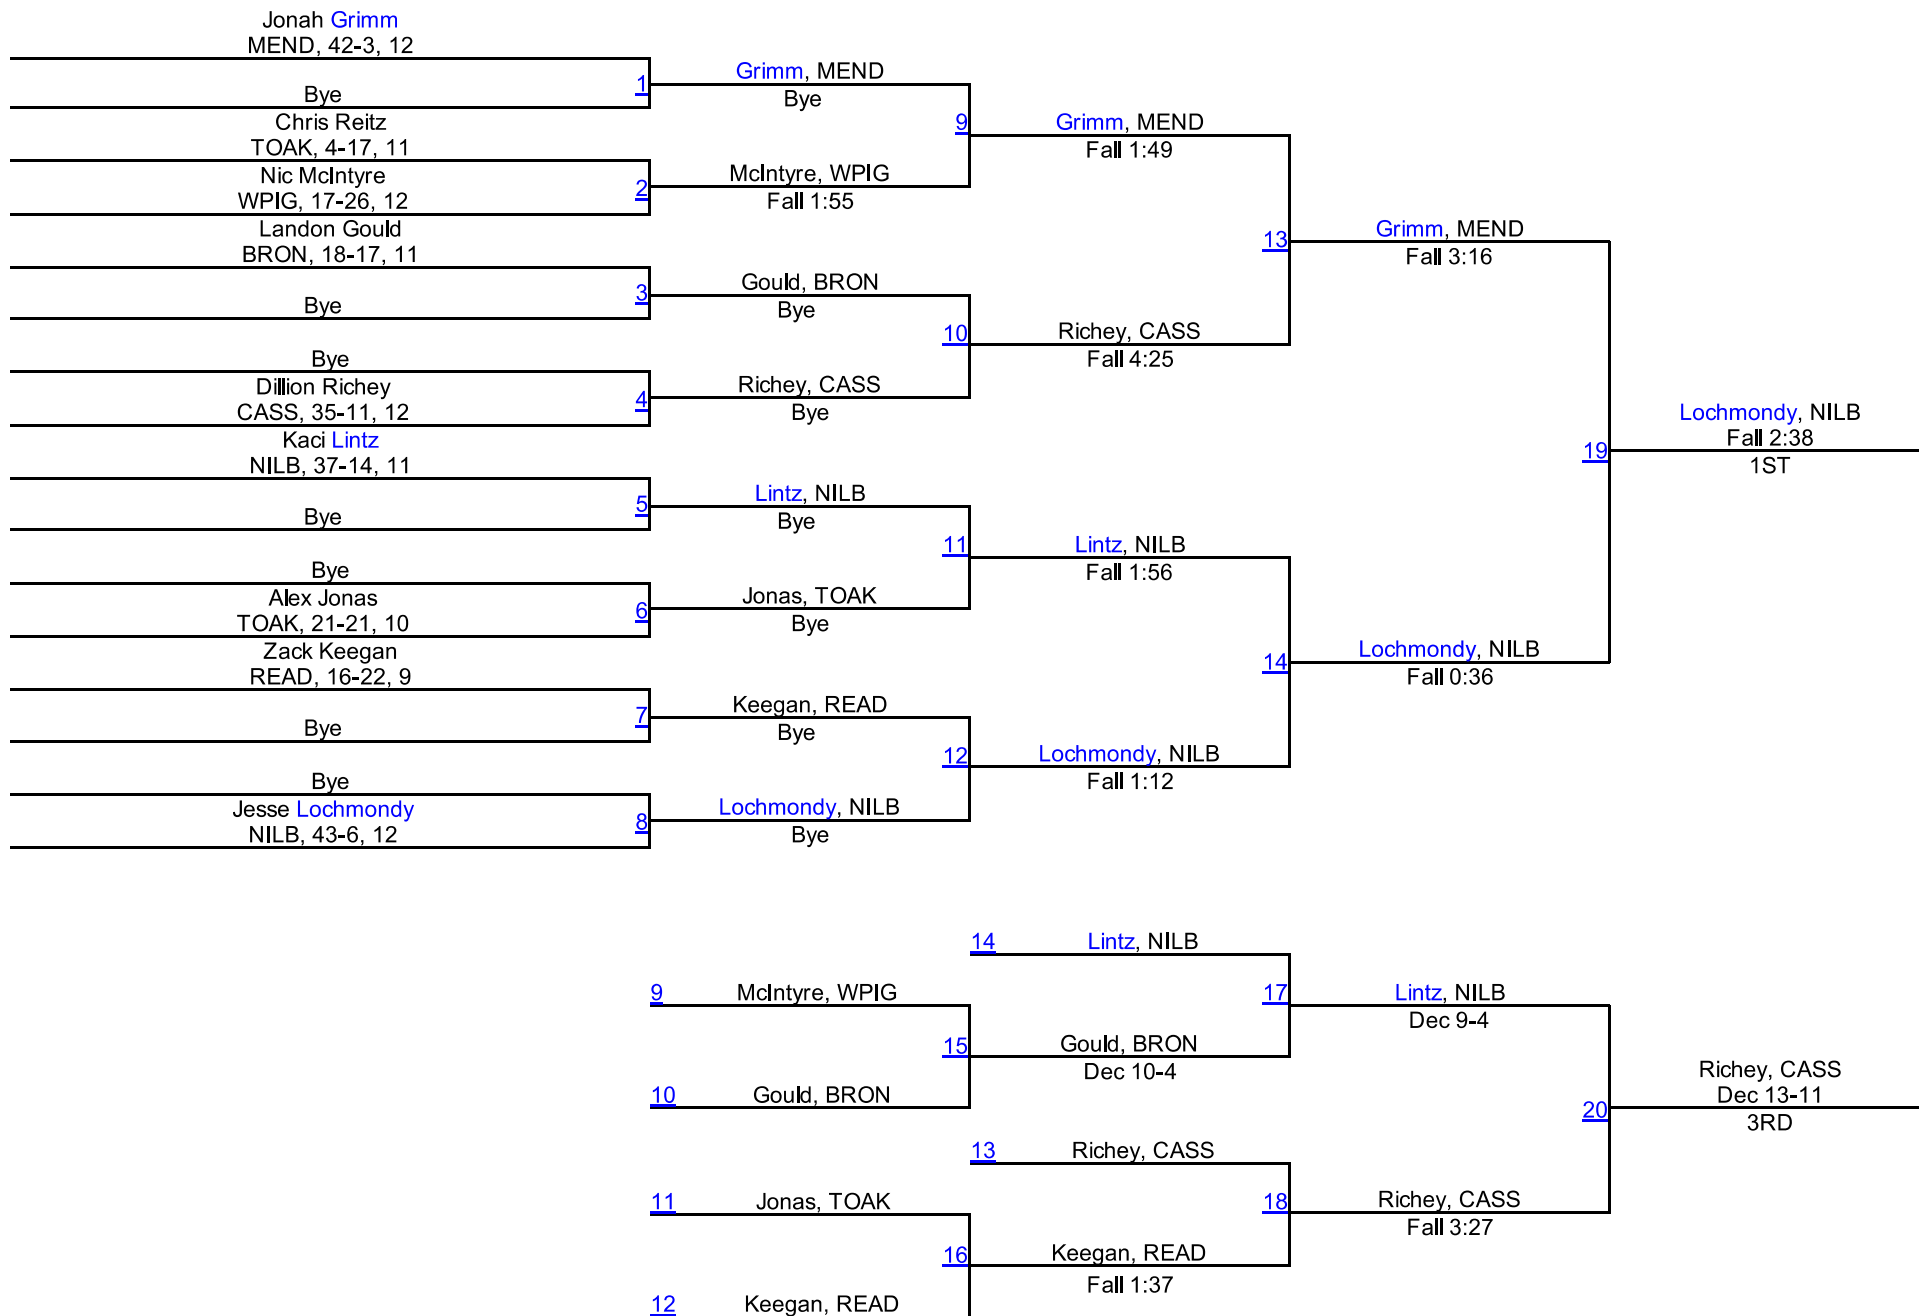 Jonah Grimm
MEND, 42-3, 12
1
Bye
Chris Reitz
TOAK, 4-17, 11
2
Nic McIntyre
WPIG, 17-26, 12
Landon Gould
BRON, 18-17, 11
3
Bye
Bye
4
Dillion Richey
CASS, 35-11, 12
Kaci Lintz
NILB, 37-14, 11
5
Bye
Bye
6
Alex Jonas
TOAK, 21-21, 10
Zack Keegan
READ, 16-22, 9
7
Bye
Bye
8
Jesse Lochmondy
NILB, 43-6, 12
Grimm, MEND
Bye
9
McIntyre, WPIG
Fall 1:55
Gould, BRON
Bye
10
Richey, CASS
Bye
Lintz, NILB
Bye
11
Jonas, TOAK
Bye
Keegan, READ
Bye
12
Lochmondy, NILB
Bye
Grimm, MEND
Fall 1:49
13
Richey, CASS
Fall 4:25
Lintz, NILB
Fall 1:56
14
Lochmondy, NILB
Fall 1:12
Grimm, MEND
Fall 3:16
19
Lochmondy, NILB
Fall 0:36
Lochmondy, NILB
Fall 2:38
1ST
14 Lintz, NILB
9 McIntyre, WPIG
15
10 Gould, BRON
17
Gould, BRON
Dec 10-4
Lintz, NILB
Dec 9-4
13 Richey, CASS
11 Jonas, TOAK
16
12 Keegan, READ
18
Keegan, READ
Fall 1:37
Richey, CASS
Fall 3:27
20
Richey, CASS
Dec 13-11
3RD